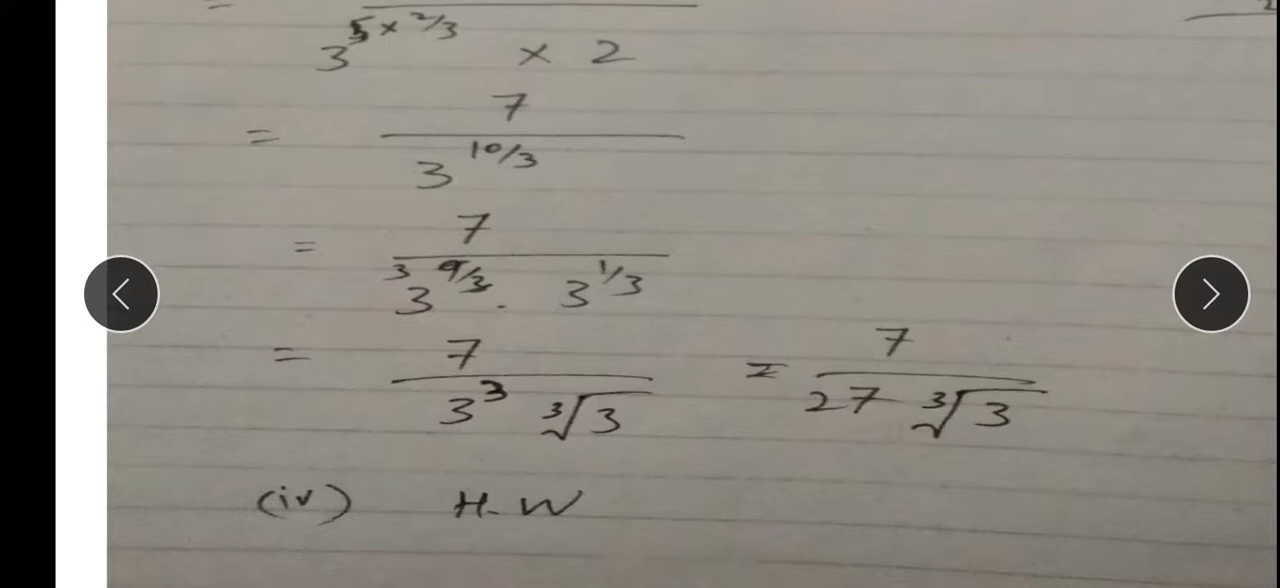 = 3^{5 × 2/3} × 2
= 7 / 3^{10/3}
= 7 / 3^{9/3} . 3^{1/3}
= 7 / 3^3 ∛3 = 7 / 27 ∛3
(iv) H-W